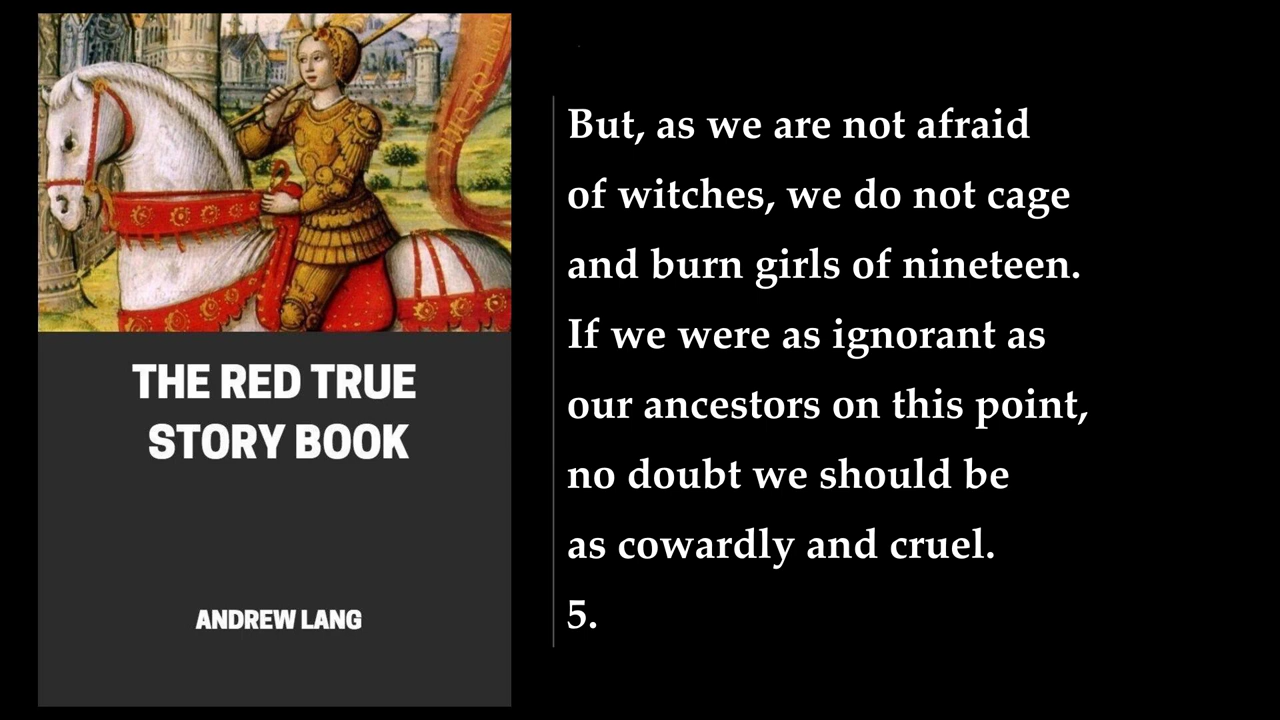 THE RED TRUE
STORY BOOK
ANDREW LANG
But, as we are not afraid
of witches, we do not cage
and burn girls of nineteen.
If we were as ignorant as
our ancestors on this point,
no doubt we should be
as cowardly and cruel.
5.